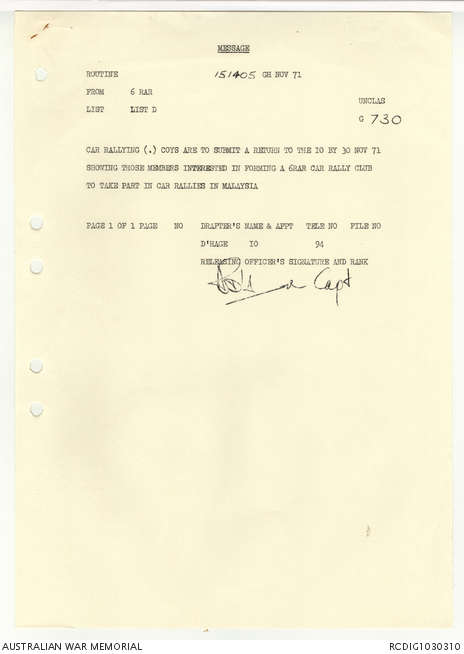 MESSAGE
ROUTINE 151405 GH NOV 71
FROM 6 RAR
UNCLAS
LIST LIST D
G 730
CAR RALLYING (.) COYS ARE TO SUBMIT A RETURN TO THE IO BY 30 NOV 71
SHOWING THOSE MEMBERS INTERESTED IN FORMING A 6RAR CAR RALLY CLUB
TO TAKE PART IN CAR RALLIES IN MALAYSIA
PAGE 1 OF 1 PAGE NO DRAFTER'S NAME & APPT TELE NO FILE NO
D'HAGE IO 94
RELEASING OFFICER'S SIGNATURE AND RANK
Capt
AUSTRALIAN WAR MEMORIAL RCDIG1030310